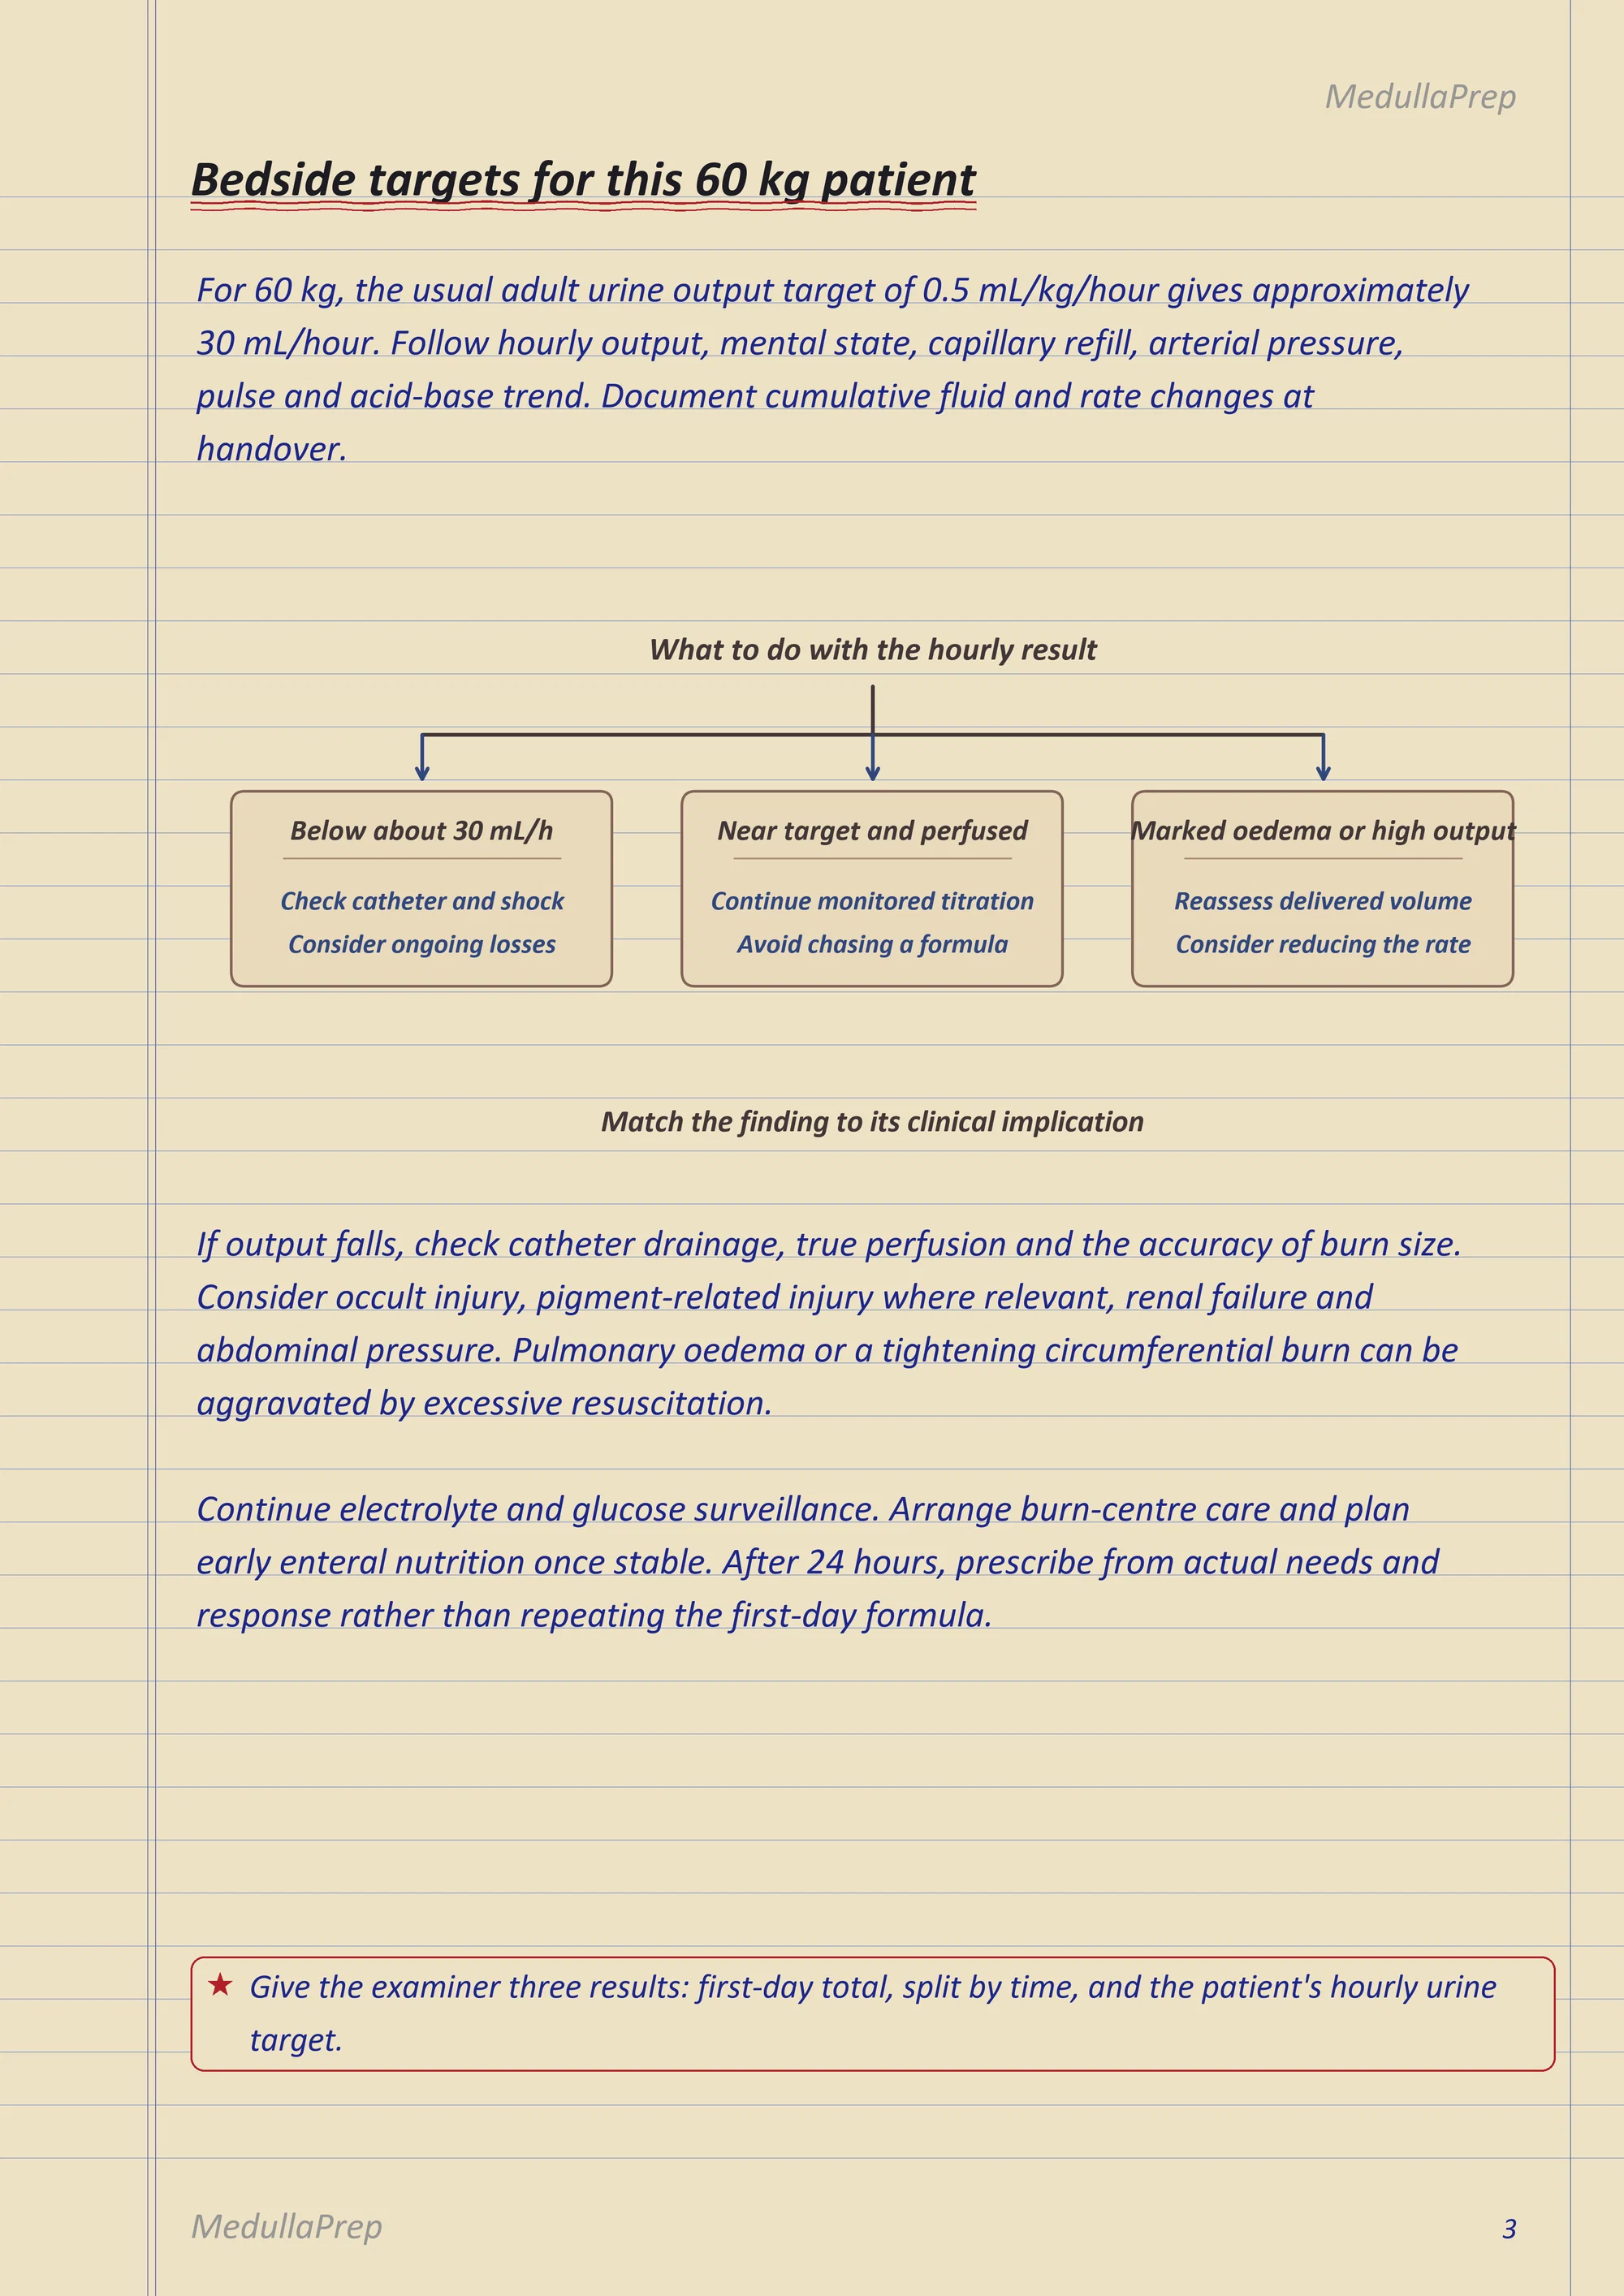 MedullaPrep
Bedside targets for this 60 kg patient
For 60 kg, the usual adult urine output target of 0.5 mL/kg/hour gives approximately
30 mL/hour. Follow hourly output, mental state, capillary refill, arterial pressure,
pulse and acid-base trend. Document cumulative fluid and rate changes at
handover.
What to do with the hourly result
Below about 30 mL/h
Check catheter and shock
Consider ongoing losses
Near target and perfused
Continue monitored titration
Avoid chasing a formula
Marked oedema or high output
Reassess delivered volume
Consider reducing the rate
Match the finding to its clinical implication
If output falls, check catheter drainage, true perfusion and the accuracy of burn size.
Consider occult injury, pigment-related injury where relevant, renal failure and
abdominal pressure. Pulmonary oedema or a tightening circumferential burn can be
aggravated by excessive resuscitation.
Continue electrolyte and glucose surveillance. Arrange burn-centre care and plan
early enteral nutrition once stable. After 24 hours, prescribe from actual needs and
response rather than repeating the first-day formula.
★ Give the examiner three results: first-day total, split by time, and the patient's hourly urine
target.
MedullaPrep
3